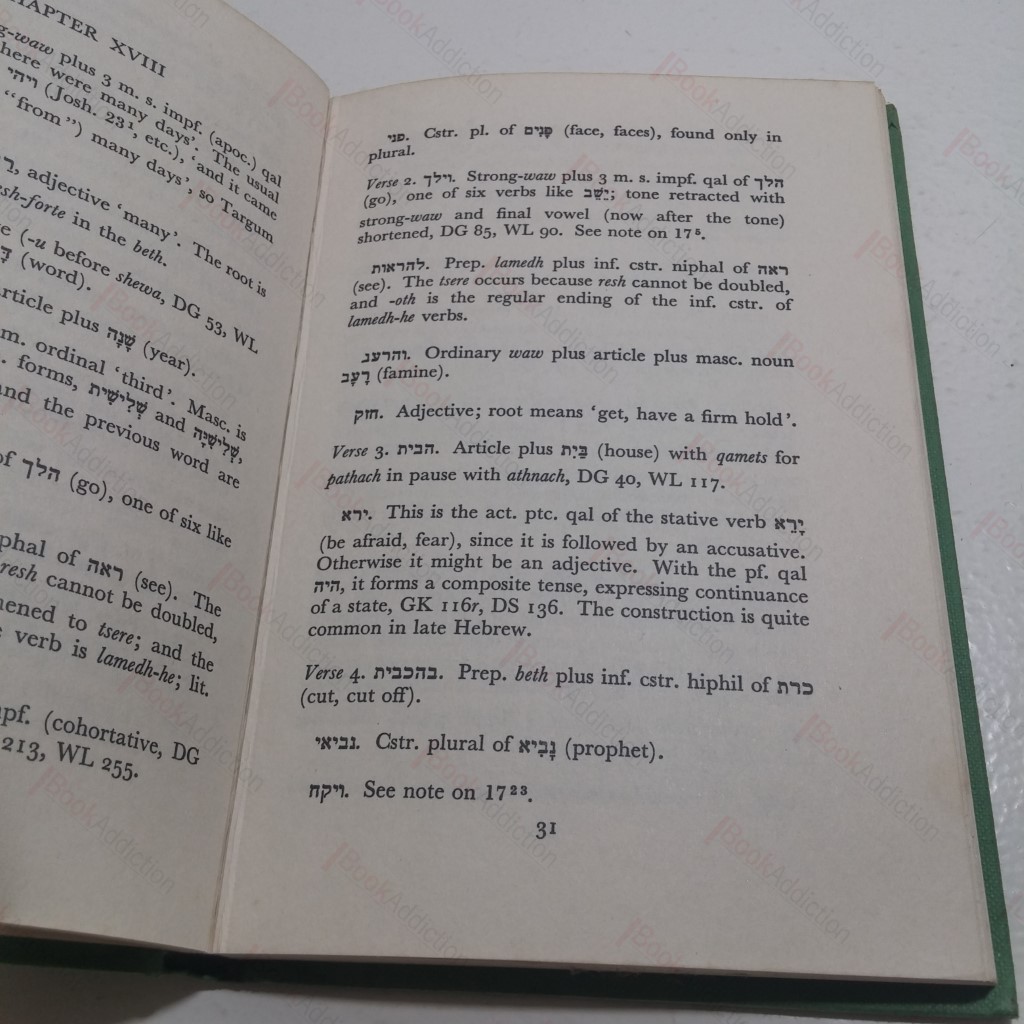 CHAPTER XVIII
-waw plus 3 m. s. impf. (apoc.) qal
here were many days'. The usual
ויהי (Josh. 23¹, etc.), 'and it came
"from") many days', so Targum
adjective 'many'. The root is
-forte in the beth.
(-u before shewa, DG 53, WL
(word).
article plus שָׁנָה (year).
m. ordinal 'third'. Masc. is
forms, שְׁלִישִׁית and שְׁלִישִׁיָּה,
and the previous word are
of הלך (go), one of six like
phal of ראה (see). The
resh cannot be doubled,
to tsere; and the
verb is lamedh-he; lit.
impf. (cohortative, DG
213, WL 255.
פני. Cstr. pl. of פָּנִים (face, faces), found only in
plural.
Verse 2. וילך. Strong-waw plus 3 m. s. impf. qal of הלך
(go), one of six verbs like יֵשֵׁב; tone retracted with
strong-waw and final vowel (now after the tone)
shortened, DG 85, WL 90. See note on 17⁵.
להראות. Prep. lamedh plus inf. cstr. niphal of ראה
(see). The tsere occurs because resh cannot be doubled,
and -oth is the regular ending of the inf. cstr. of
lamedh-he verbs.
והרעב. Ordinary waw plus article plus masc. noun
רָעָב (famine).
חזק. Adjective; root means 'get, have a firm hold'.
Verse 3. הבית. Article plus בַּיִת (house) with qamets for
pathach in pause with athnach, DG 40, WL 117.
ירא. This is the act. ptc. qal of the stative verb יָרֵא
(be afraid, fear), since it is followed by an accusative.
Otherwise it might be an adjective. With the pf. qal
היה, it forms a composite tense, expressing continuance
of a state, GK 116r, DS 136. The construction is quite
common in late Hebrew.
Verse 4. בהכבית. Prep. beth plus inf. cstr. hiphil of כרת
(cut, cut off).
נביאי. Cstr. plural of נָבִיא (prophet).
ויקח. See note on 17²³.
31